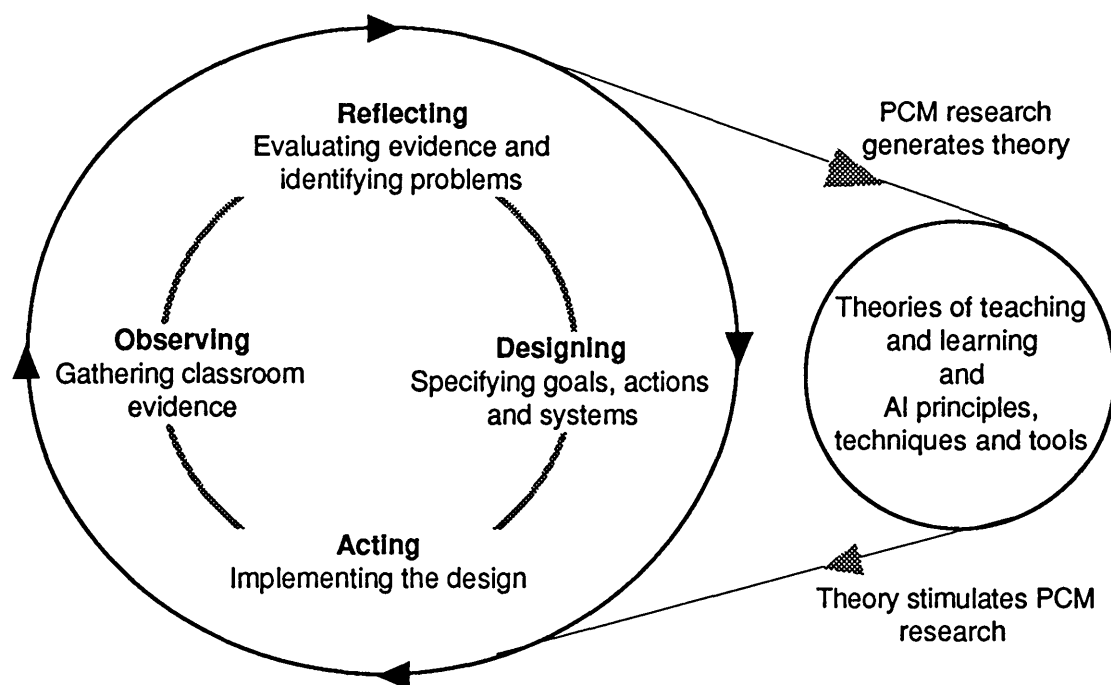 Reflecting
Evaluating evidence and
identifying problems
PCM research
generates theory
Observing
Gathering classroom
evidence
Designing
Specifying goals, actions
and systems
Theories of teaching
and learning
and
AI principles,
techniques and tools
Acting
Implementing the design
Theory stimulates PCM
research